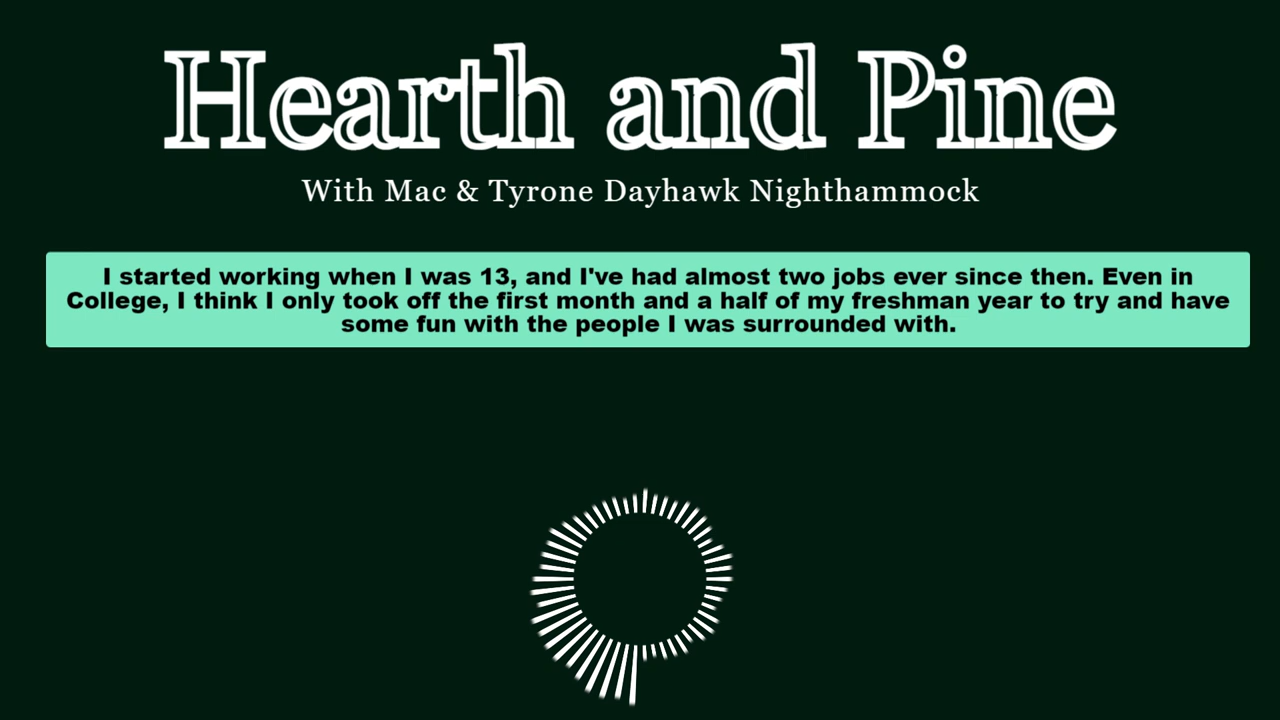 Hearth and Pine
With Mac & Tyrone Dayhawk Nighthammock
I started working when I was 13, and I've had almost two jobs ever since then. Even in
College, I think I only took off the first month and a half of my freshman year to try and have
some fun with the people I was surrounded with.